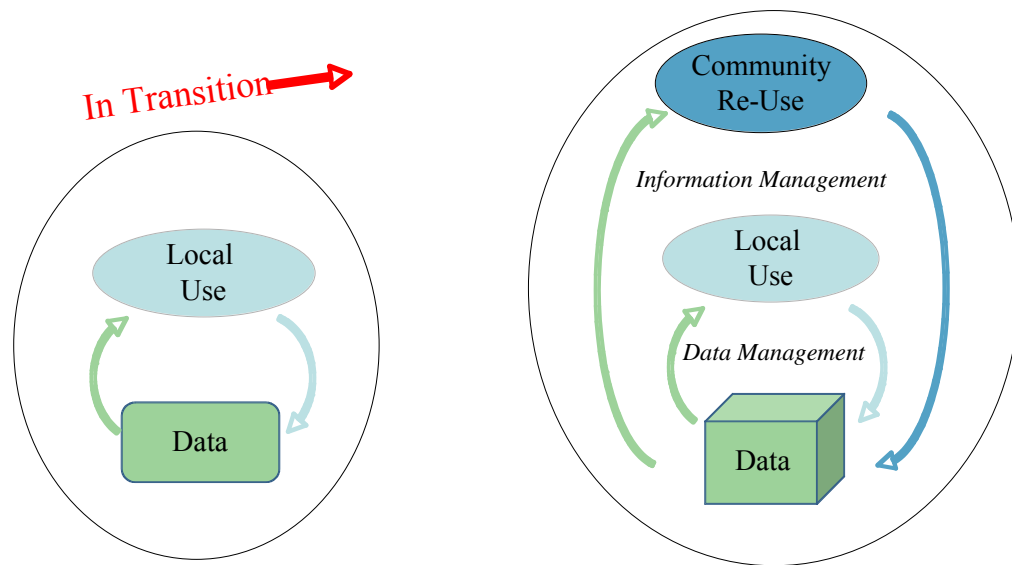 In Transition
Local
Use
Data
Community
Re-Use
Information Management
Local
Use
Data Management
Data